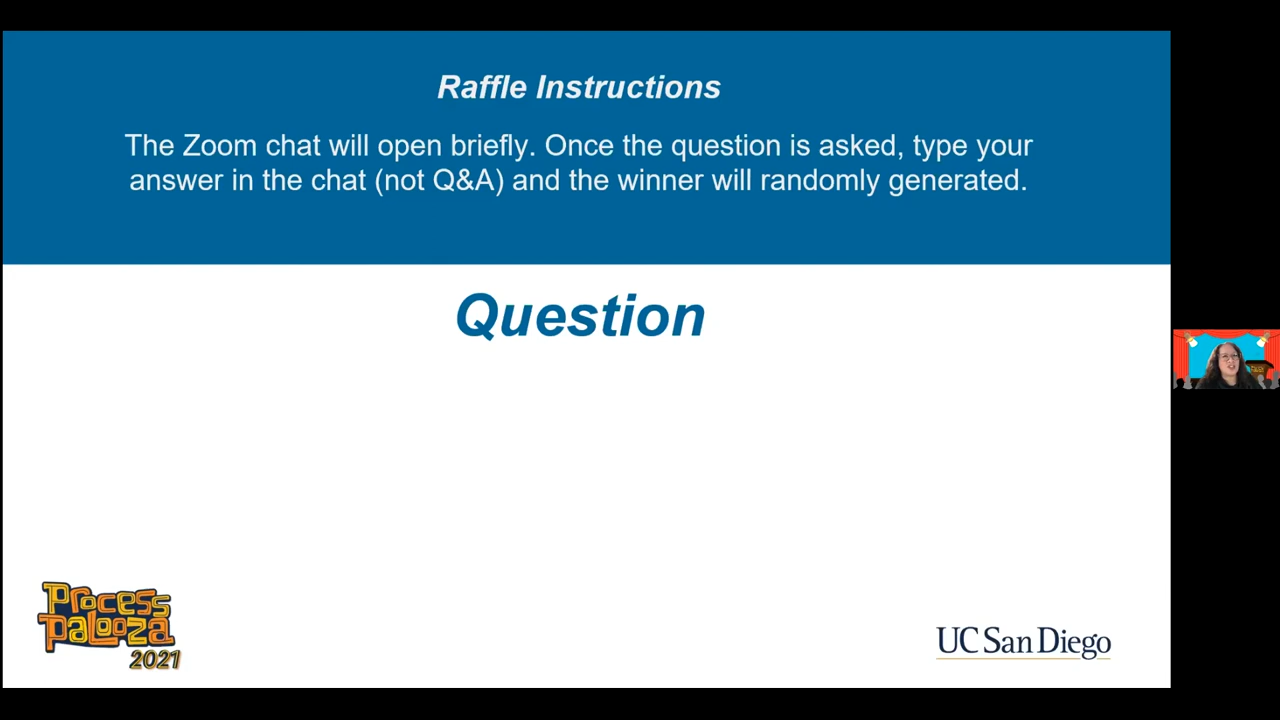 Raffle Instructions
The Zoom chat will open briefly. Once the question is asked, type your
answer in the chat (not Q&A) and the winner will randomly generated.
Question
Process
Palooza
2021
UC San Diego